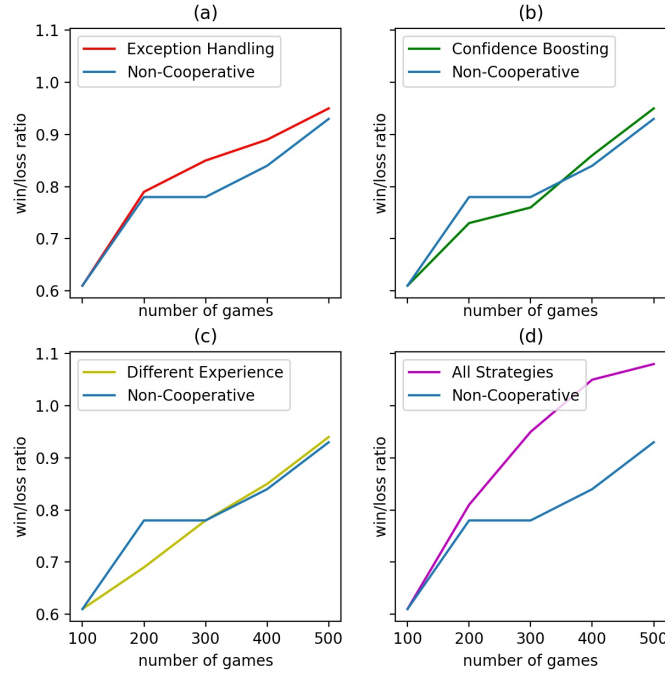 (a)
1.1
1.0
0.9
0.8
0.7
0.6
win/loss ratio
Exception Handling
Non-Cooperative
number of games
(b)
win/loss ratio
Confidence Boosting
Non-Cooperative
number of games
(c)
1.1
1.0
0.9
0.8
0.7
0.6
win/loss ratio
Different Experience
Non-Cooperative
100 200 300 400 500
number of games
(d)
win/loss ratio
All Strategies
Non-Cooperative
100 200 300 400 500
number of games